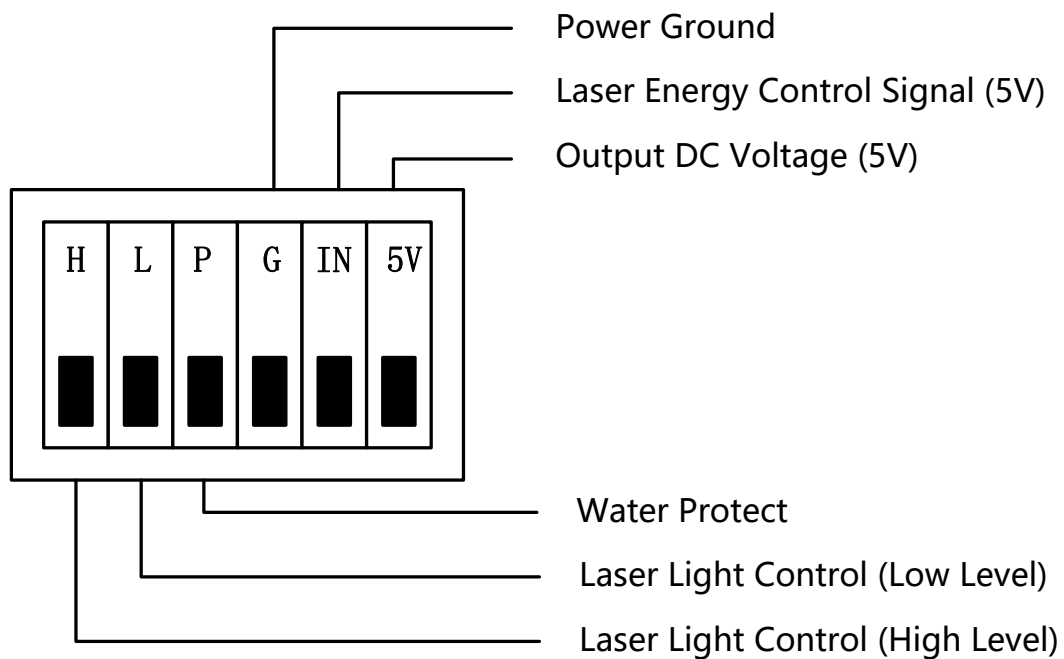 Power Ground
Laser Energy Control Signal (5V)
Output DC Voltage (5V)
H L P G IN 5V
Water Protect
Laser Light Control (Low Level)
Laser Light Control (High Level)